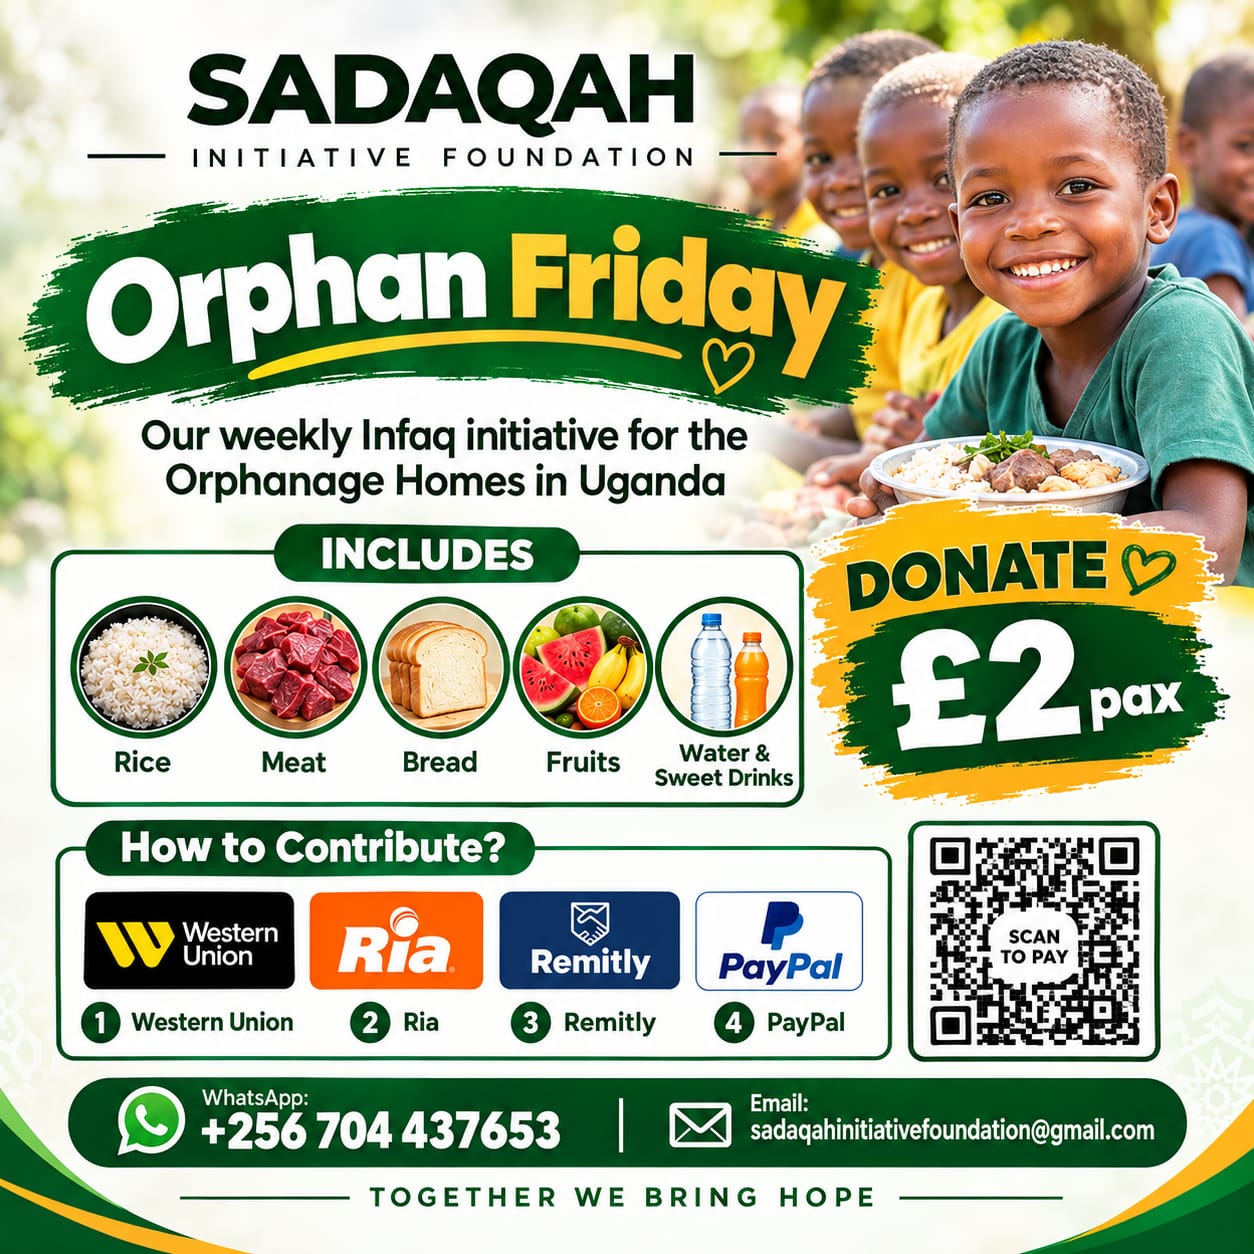 SADAQAH
INITIATIVE FOUNDATION
Orphan Friday
Our weekly Infaq initiative for the
Orphanage Homes in Uganda
INCLUDES
Rice
Meat
Bread
Fruits
Water &
Sweet Drinks
DONATE
£2 pax
How to Contribute?
Western
Union
Ria
Remitly
PayPal
1 Western Union
2 Ria
3 Remitly
4 PayPal
SCAN
TO PAY
WhatsApp:
+256 704 437653
Email:
sadaqahinitiativefoundation@gmail.com
TOGETHER WE BRING HOPE